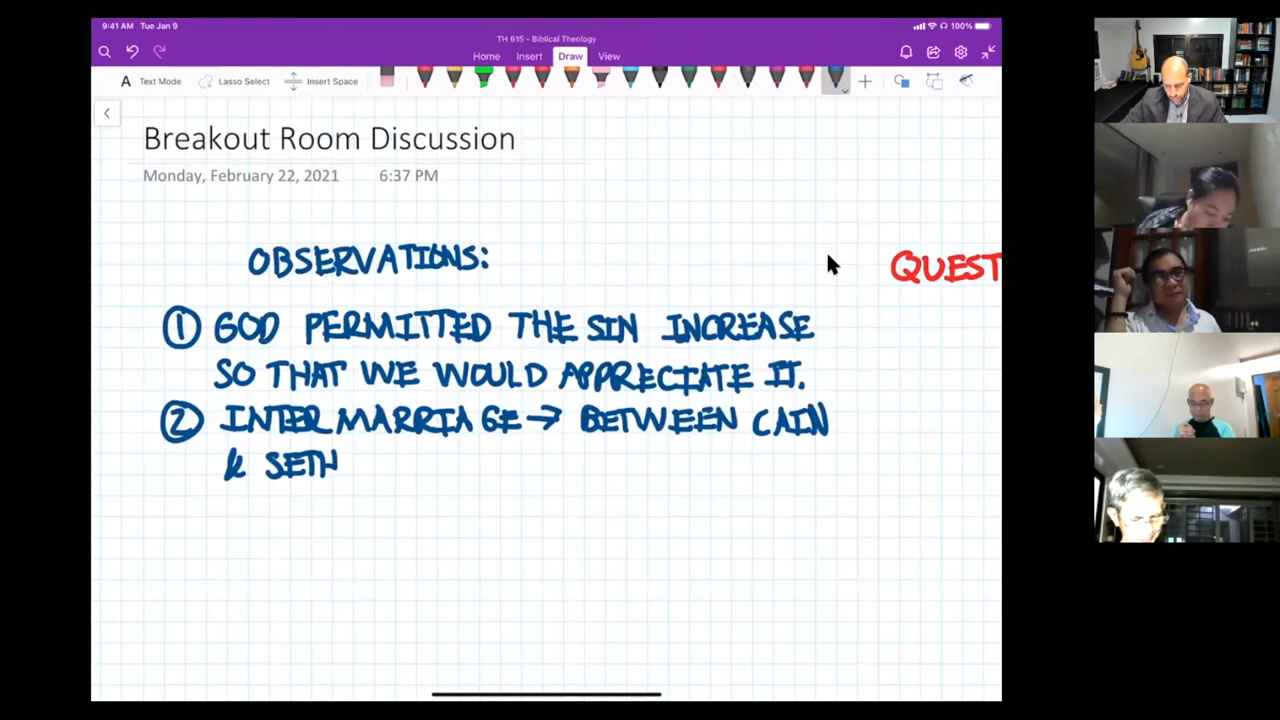 9:41 AM Tue Jan 9
100%
TH 615 - Biblical Theology
Home Insert Draw View
A Text Mode Lasso Select Insert Space
Breakout Room Discussion
Monday, February 22, 2021 6:37 PM
OBSERVATIONS:
QUEST
① GOD PERMITTED THE SIN INCREASE
SO THAT WE WOULD APPRECIATE IT.
② INTERMARRIAGE → BETWEEN CAIN
& SETH